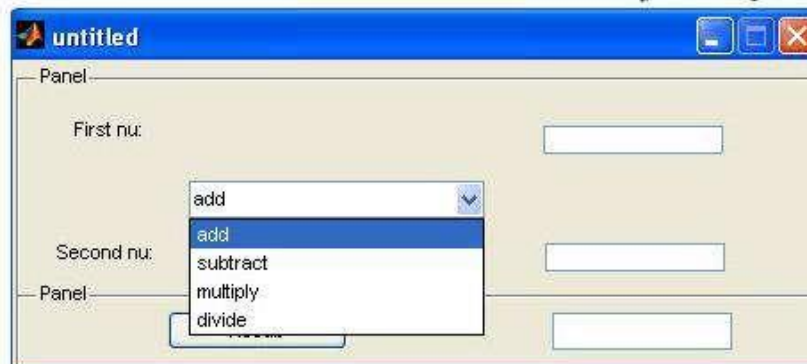 untitled
Panel
First nu:
add
add
Second nu:
subtract
multiply
Panel
divide